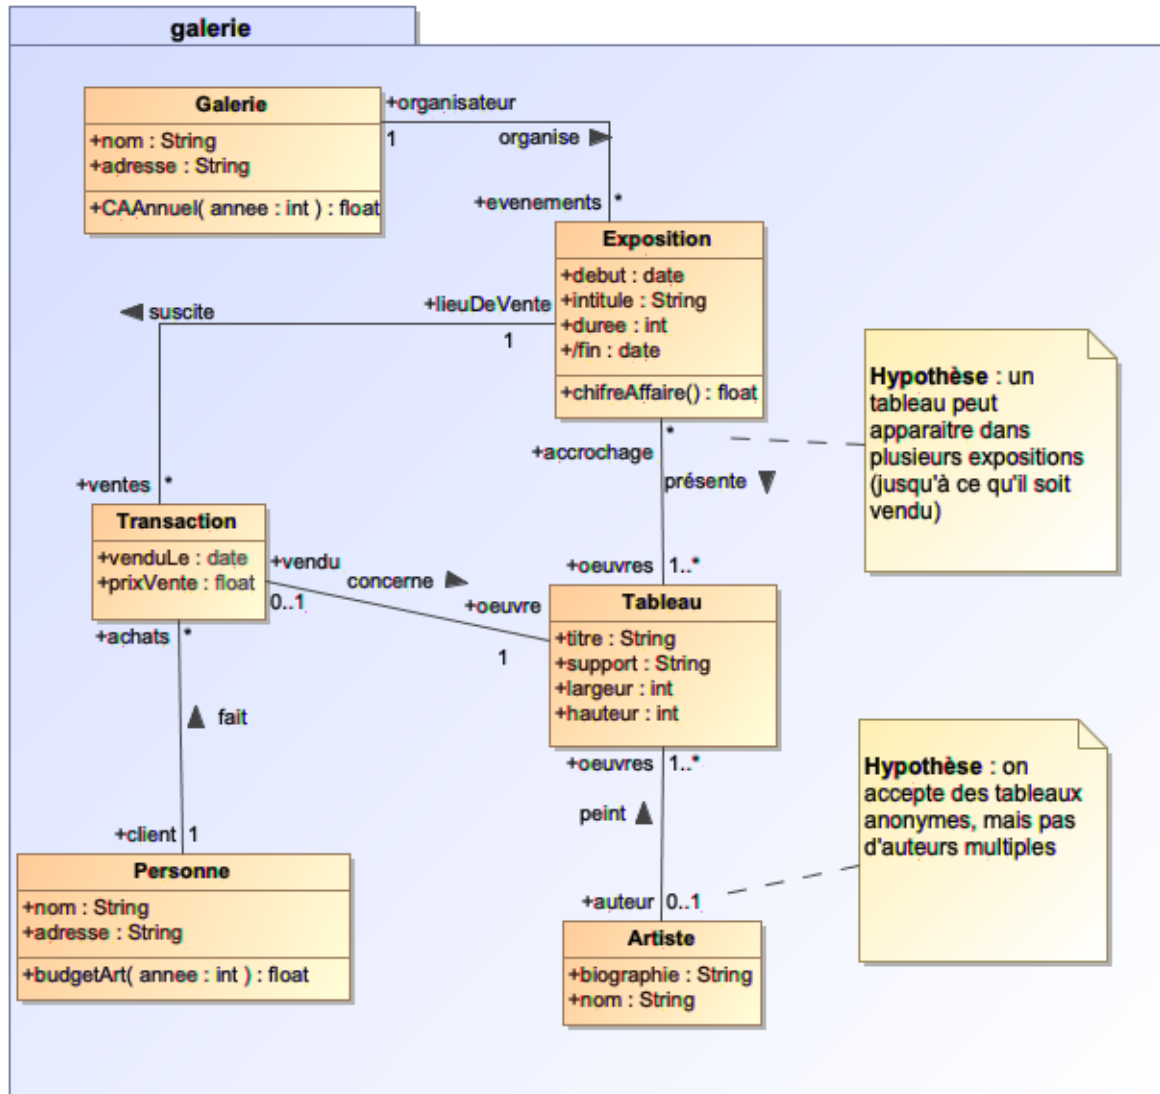 galerie
Galerie
+nom : String
+adresse : String
+CAAnnuel( annee : int ) : float
+organisateur
1
organise
+evenements
*
Exposition
+debut : date
+intitule : String
+duree : int
+/fin : date
+chifreAffaire() : float
suscite
+lieuDeVente
1
Hypothèse : un
tableau peut
apparaitre dans
plusieurs expositions
(jusqu'à ce qu'il soit
vendu)
*
+accrochage
présente
+ventes
*
Transaction
+venduLe : date
+prixVente : float
+vendu
0..1
concerne
+oeuvre
1
+oeuvres
1..*
Tableau
+titre : String
+support : String
+largeur : int
+hauteur : int
+achats
*
fait
+client
1
Personne
+nom : String
+adresse : String
+budgetArt( annee : int ) : float
+oeuvres
1..*
peint
+auteur
0..1
Artiste
+biographie : String
+nom : String
Hypothèse : on
accepte des tableaux
anonymes, mais pas
d'auteurs multiples